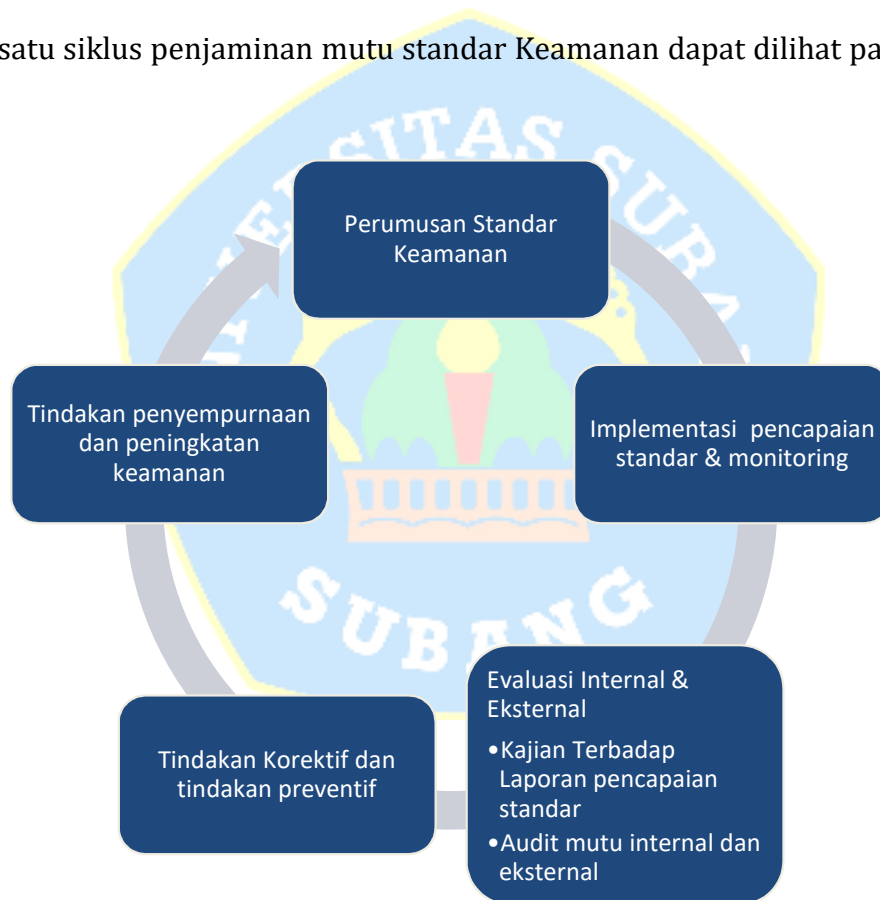 satu siklus penjaminan mutu standar Keamanan dapat dilihat pa
UNIVERSITAS SUBANG
Perumusan Standar
Keamanan
Implementasi pencapaian
standar & monitoring
Tindakan penyempurnaan
dan peningkatan
keamanan
Evaluasi Internal &
Eksternal
•Kajian Terbadap
Laporan pencapaian
standar
•Audit mutu internal dan
eksternal
Tindakan Korektif dan
tindakan preventif
SUBANG